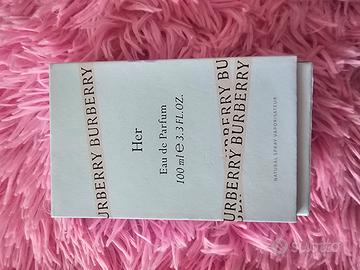 URBERRY BURBERRY
Her
Eau de Parfum
100 ml ℮ 3.3 FL.OZ.
URBERRY BURBERRY
NATURAL SPRAY VAPORISATEUR